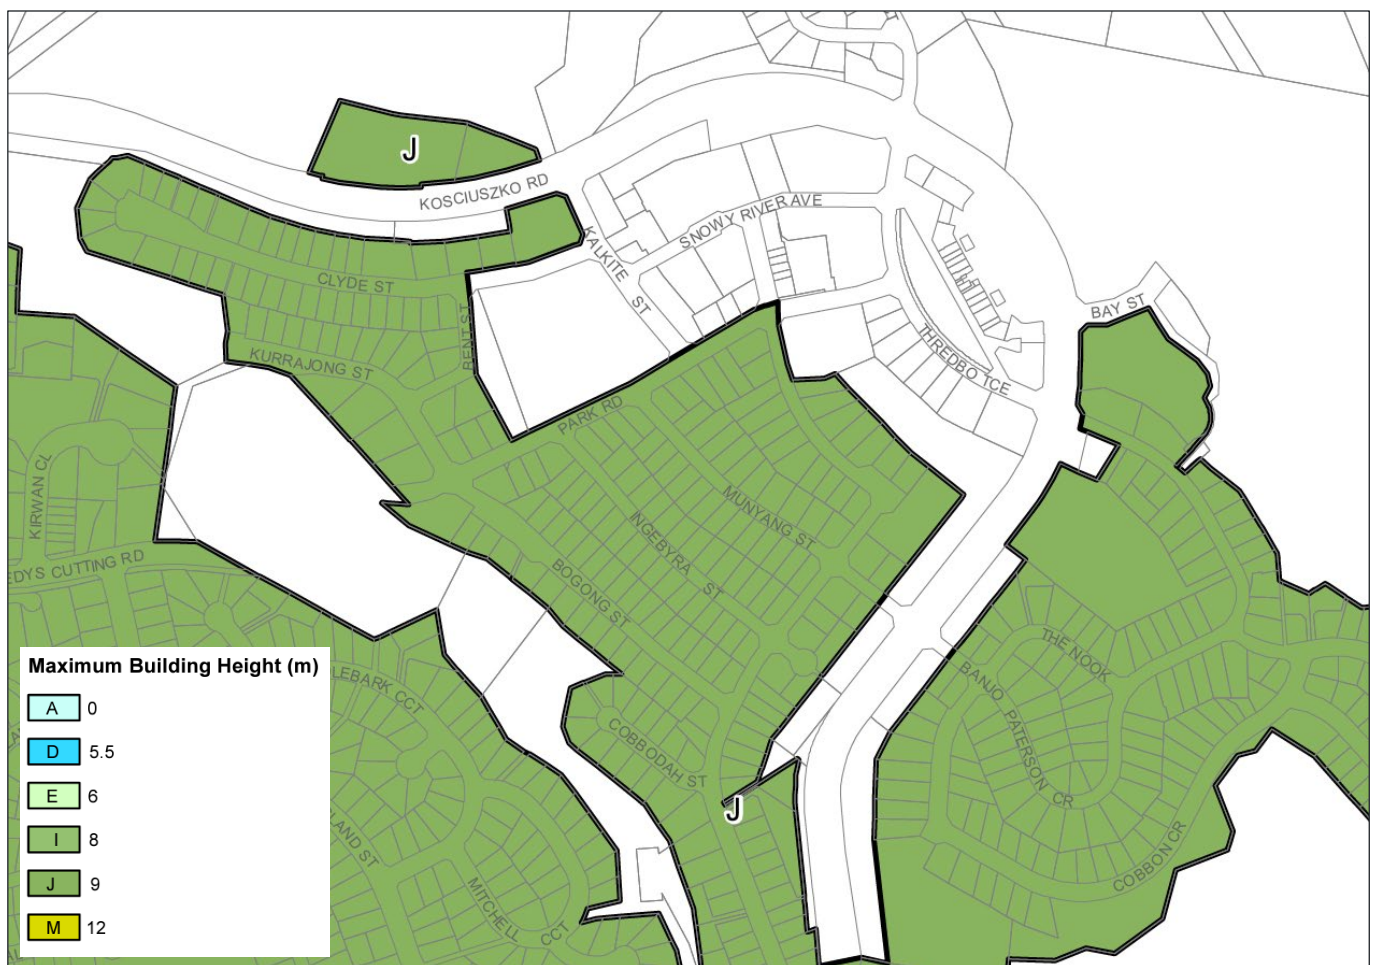 J
KOSCIUSZKO RD
SNOWY RIVER AVE
KALKITE ST
CLYDE ST
BENT ST
BAY ST
THREDBO TCE
KURRAJONG ST
PARK RD
KIRWAN CL
MUNYANG ST
INGEBYRA ST
EDYS CUTTING RD
BOGONG ST
THE NOOK
BANJO PATERSON CR
LEBARK CCT
COBBODAH ST
J
COBBON CR
LAND ST
MITCHELL CCT
Maximum Building Height (m)
A 0
D 5.5
E 6
I 8
J 9
M 12